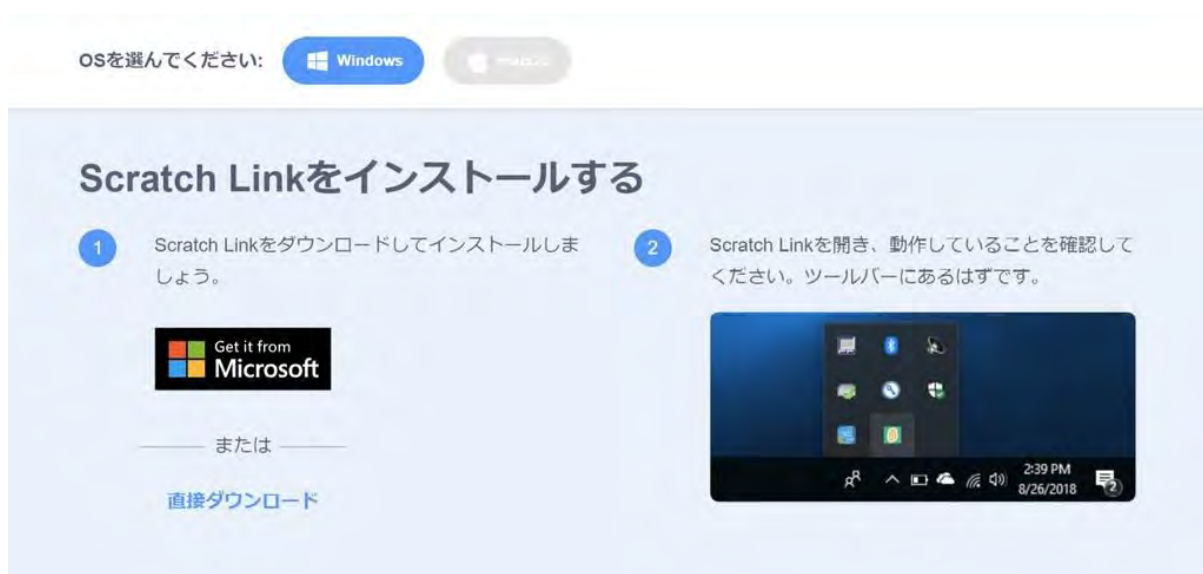 OSを選んでください:
Windows
Scratch Linkをインストールする
1
Scratch Linkをダウンロードしてインストールしま
しょう。
Get it from
Microsoft
または
直接ダウンロード
2
Scratch Linkを開き、動作していることを確認して
ください。ツールバーにあるはずです。
2:39 PM
8/26/2018
2